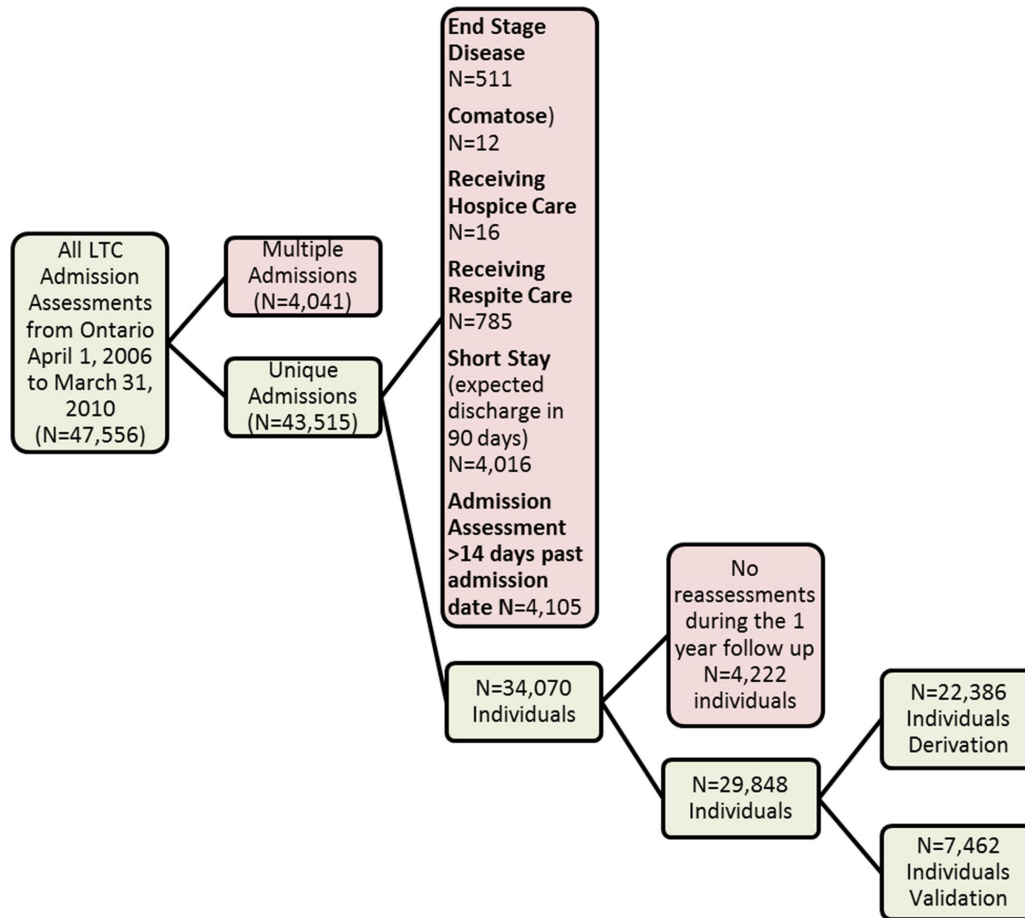 All LTC
Admission
Assessments
from Ontario
April 1, 2006
to March 31,
2010
(N=47,556)
Multiple
Admissions
(N=4,041)
Unique
Admissions
(N=43,515)
End Stage
Disease
N=511
Comatose)
N=12
Receiving
Hospice Care
N=16
Receiving
Respite Care
N=785
Short Stay
(expected
discharge in
90 days)
N=4,016
Admission
Assessment
>14 days past
admission
date N=4,105
N=34,070
Individuals
No
reassessments
during the 1
year follow up
N=4,222
individuals
N=29,848
Individuals
N=22,386
Individuals
Derivation
N=7,462
Individuals
Validation